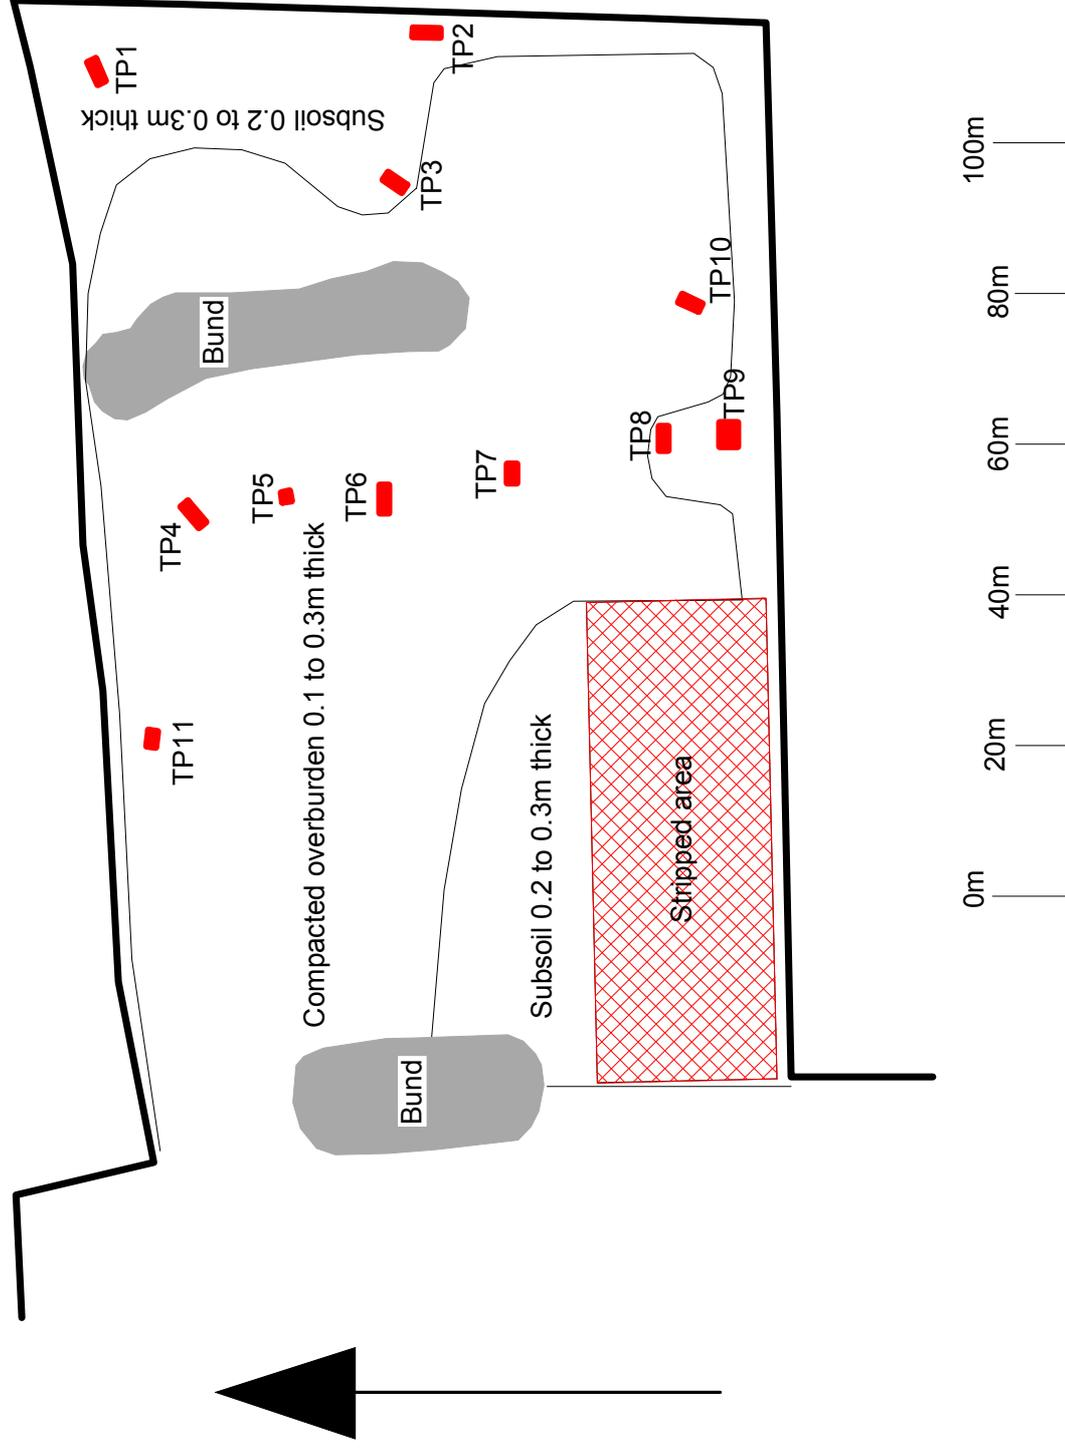 TP1
TP2
Subsoil 0.2 to 0.3m thick
TP3
Bund
TP10
TP9
TP8
TP7
TP6
TP5
TP4
Compacted overburden 0.1 to 0.3m thick
TP11
Subsoil 0.2 to 0.3m thick
Stripped area
Bund
100m
80m
60m
40m
20m
0m